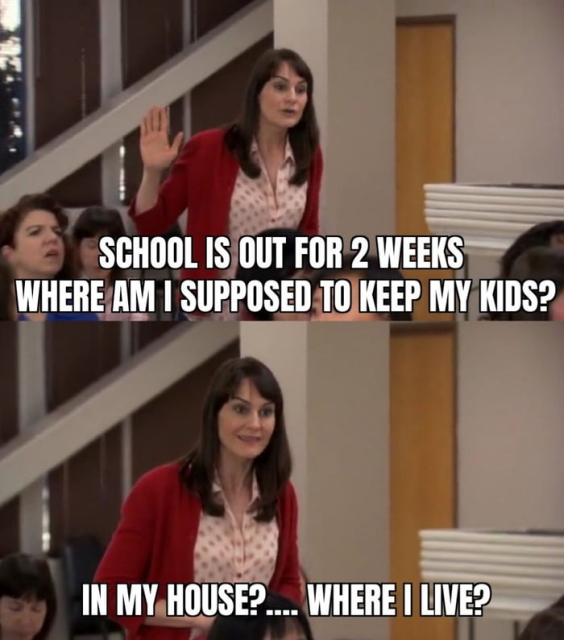 SCHOOL IS OUT FOR 2 WEEKS
WHERE AM I SUPPOSED TO KEEP MY KIDS?
IN MY HOUSE?.... WHERE I LIVE?